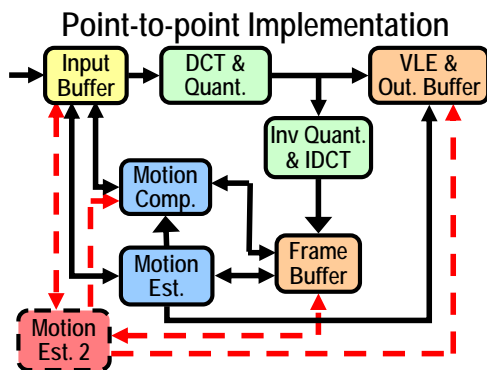 Point-to-point Implementation
Input
Buffer
DCT &
Quant.
VLE &
Out. Buffer
Inv Quant.
& IDCT
Motion
Comp.
Motion
Est.
Frame
Buffer
Motion
Est. 2